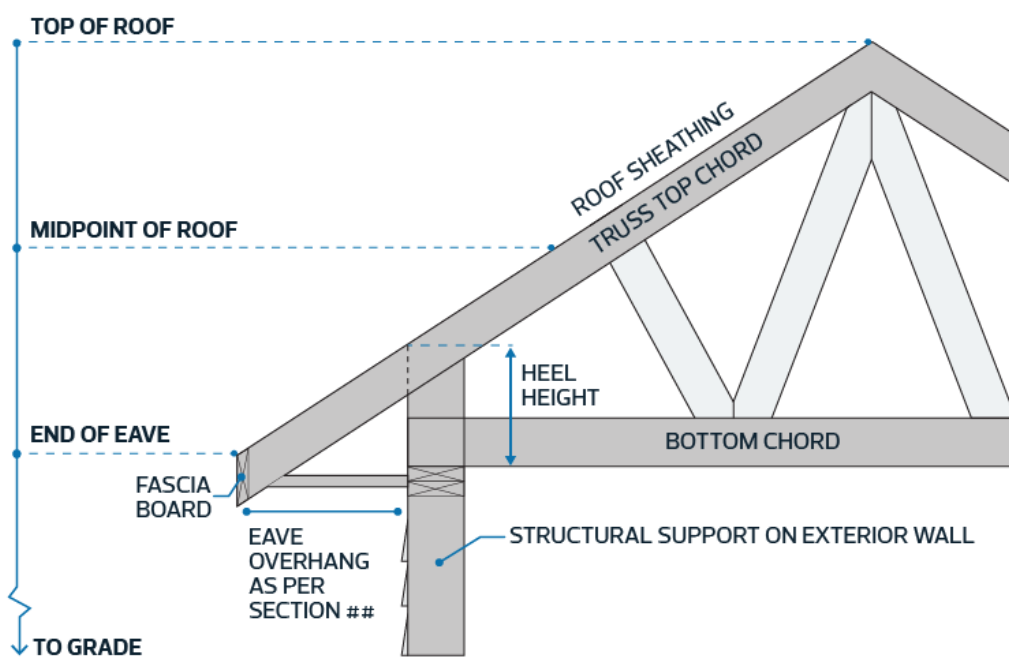 TOP OF ROOF
ROOF SHEATHING
TRUSS TOP CHORD
MIDPOINT OF ROOF
HEEL
HEIGHT
END OF EAVE
BOTTOM CHORD
FASCIA
BOARD
EAVE
OVERHANG
AS PER
SECTION ##
STRUCTURAL SUPPORT ON EXTERIOR WALL
TO GRADE